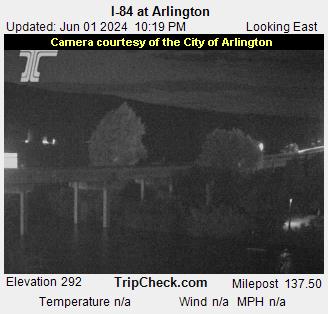 I-84 at Arlington
Updated: Jun 01 2024 10:19 PM Looking East
Camera courtesy of the City of Arlington
Elevation 292 TripCheck.com Milepost 137.50
Temperature n/a Wind n/a MPH n/a